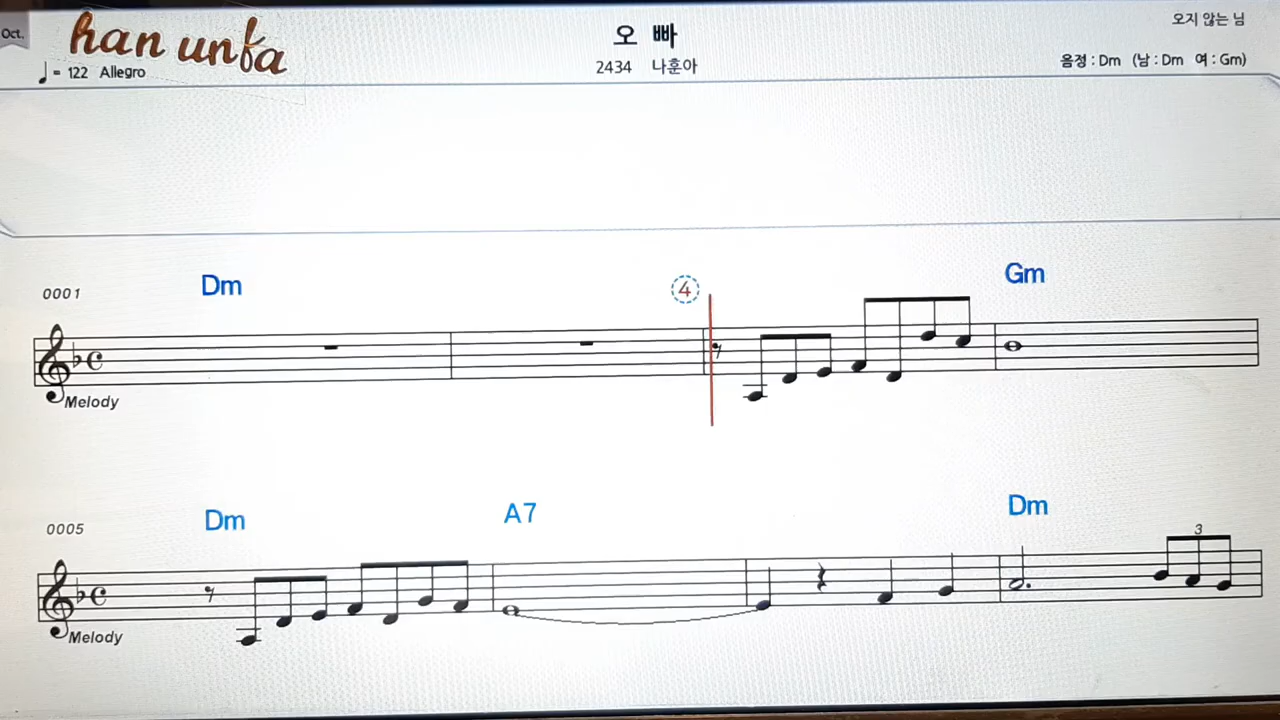 Oct.
han unfa
= 122 Allegro
오 빠
2434 나훈아
오지 않는 님
음정 : Dm (남 : Dm 여 : Gm)
0001
Dm
4
Gm
Melody
0005
Dm
A7
Dm
3
Melody